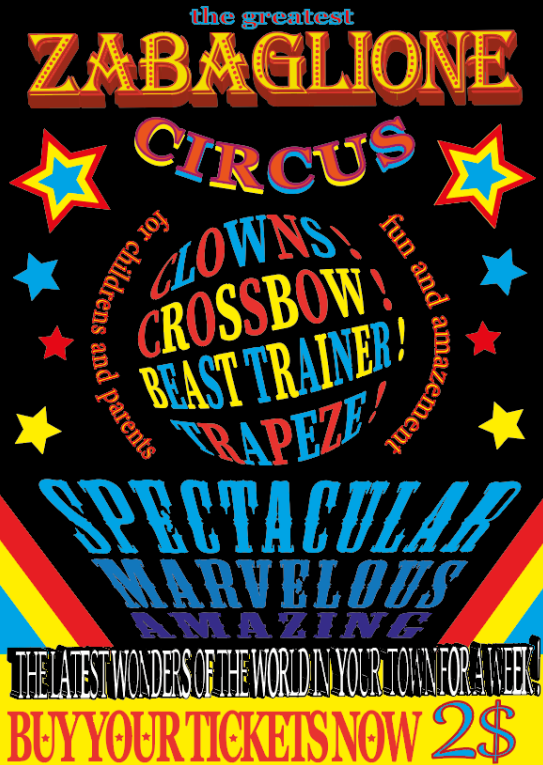 the greatest
ZABAGLIONE
CIRCUS
for childrens and parents
fun and amazement
CLOWNS!
CROSSBOW!
BEAST TRAINER!
TRAPEZE!
SPECTACULAR
MARVELOUS
AMAZING
THE LATEST WONDERS OF THE WORLD IN YOUR TOWN FOR A WEEK!
BUY YOUR TICKETS NOW 2$